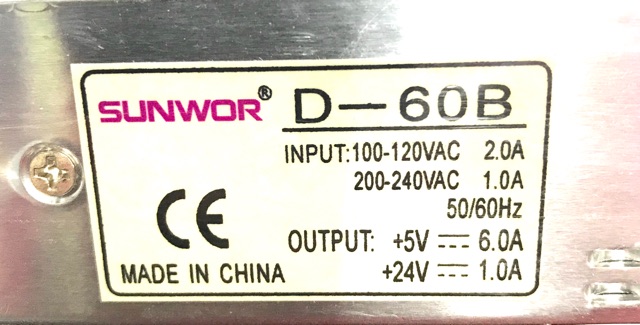 SUNWOR® D-60B
INPUT:100-120VAC 2.0A
200-240VAC 1.0A
50/60Hz
CE
OUTPUT: +5V ⎓ 6.0A
MADE IN CHINA +24V ⎓ 1.0A